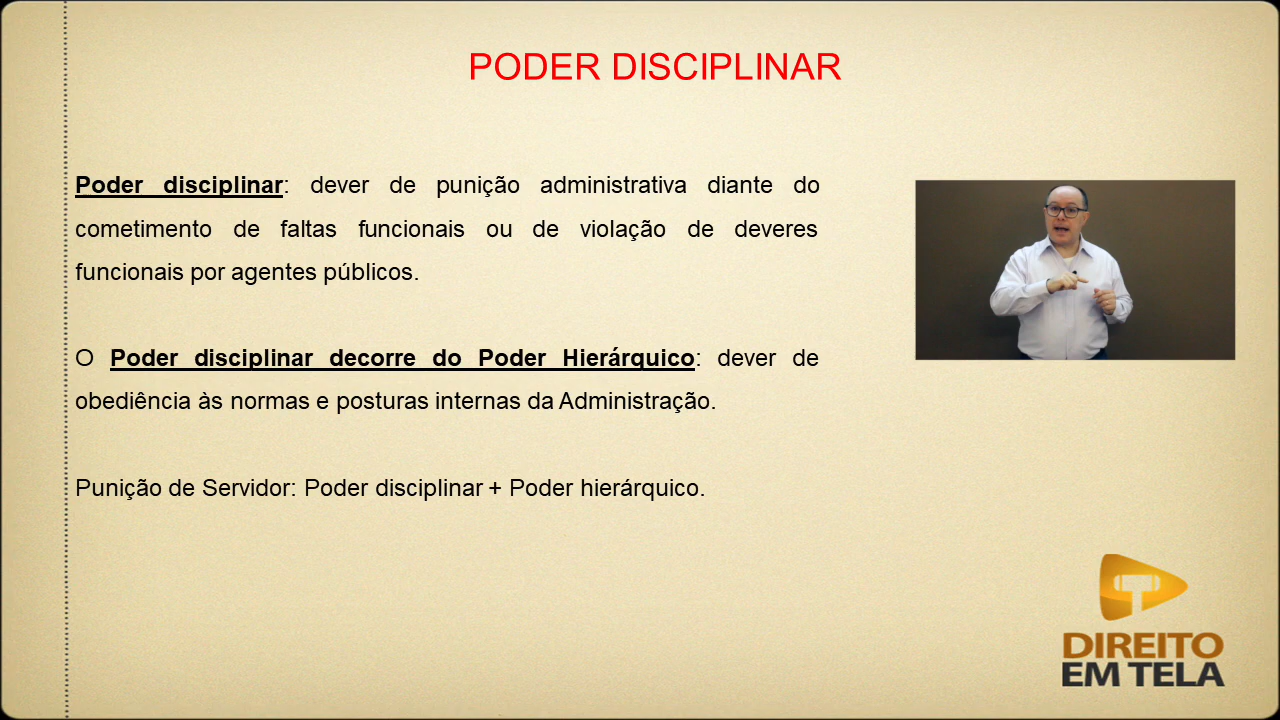 PODER DISCIPLINAR
Poder disciplinar: dever de punição administrativa diante do
cometimento de faltas funcionais ou de violação de deveres
funcionais por agentes públicos.
O Poder disciplinar decorre do Poder Hierárquico: dever de
obediência às normas e posturas internas da Administração.
Punição de Servidor: Poder disciplinar + Poder hierárquico.
DIREITO
EM TELA